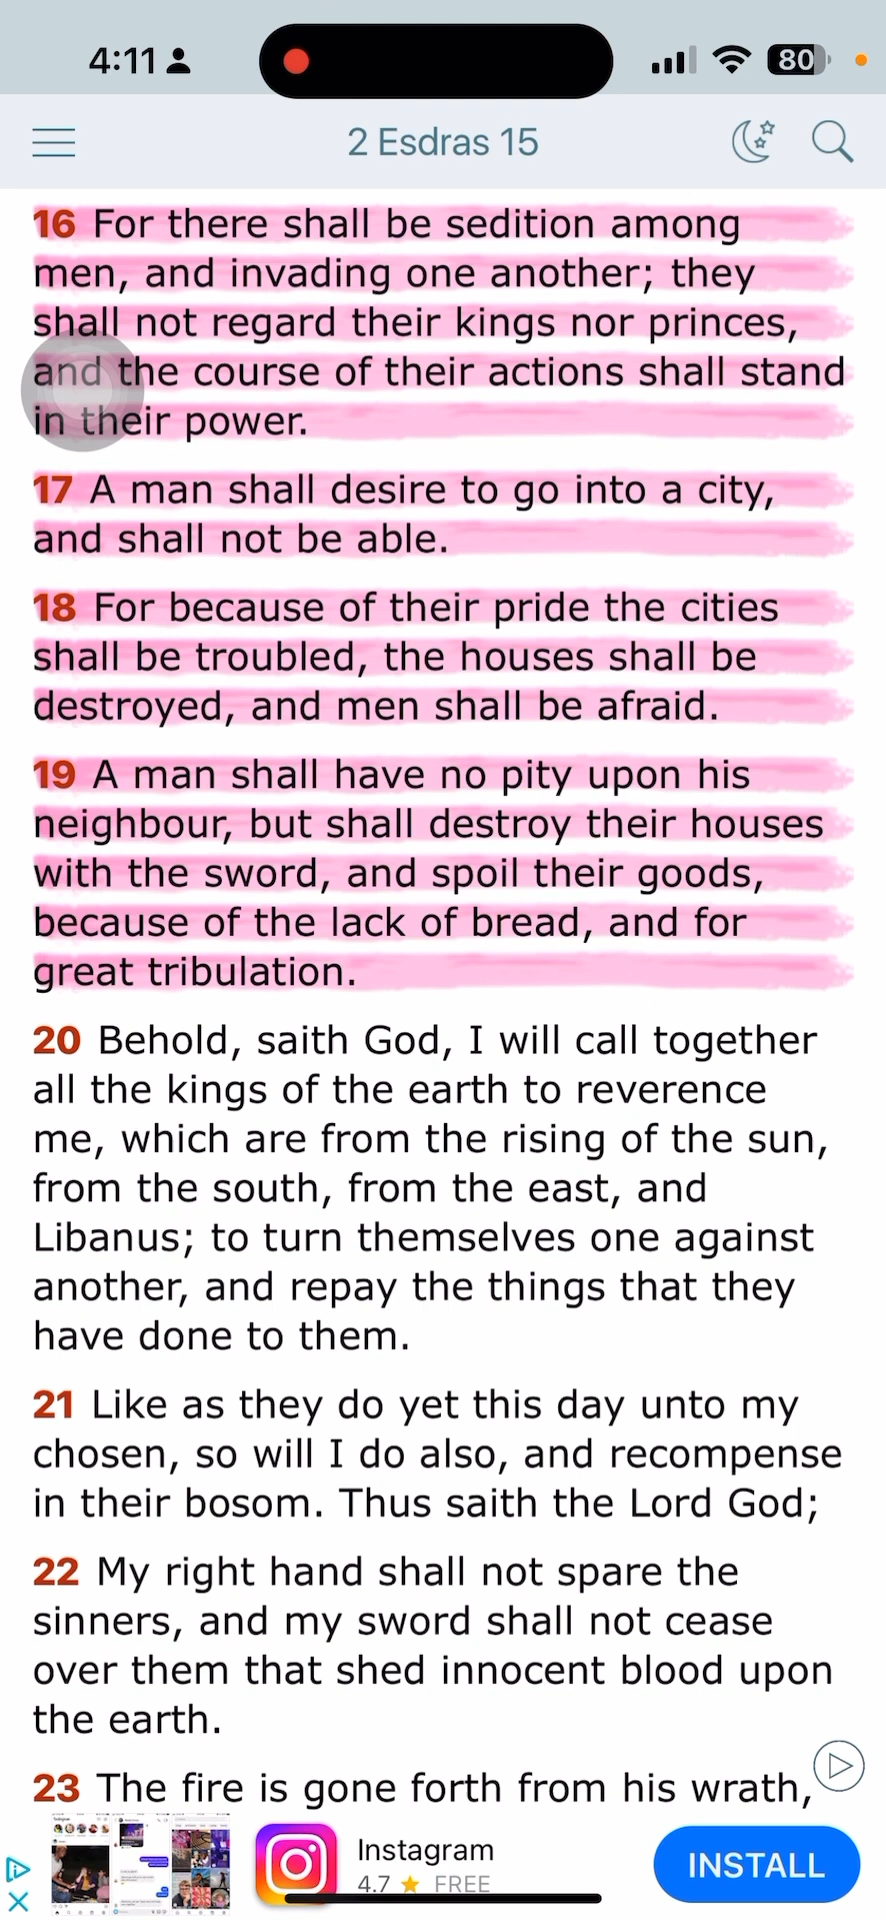 4:11
80
2 Esdras 15
16 For there shall be sedition among
men, and invading one another; they
shall not regard their kings nor princes,
and the course of their actions shall stand
in their power.
17 A man shall desire to go into a city,
and shall not be able.
18 For because of their pride the cities
shall be troubled, the houses shall be
destroyed, and men shall be afraid.
19 A man shall have no pity upon his
neighbour, but shall destroy their houses
with the sword, and spoil their goods,
because of the lack of bread, and for
great tribulation.
20 Behold, saith God, I will call together
all the kings of the earth to reverence
me, which are from the rising of the sun,
from the south, from the east, and
Libanus; to turn themselves one against
another, and repay the things that they
have done to them.
21 Like as they do yet this day unto my
chosen, so will I do also, and recompense
in their bosom. Thus saith the Lord God;
22 My right hand shall not spare the
sinners, and my sword shall not cease
over them that shed innocent blood upon
the earth.
23 The fire is gone forth from his wrath,
Instagram
4.7 ★ FREE
INSTALL